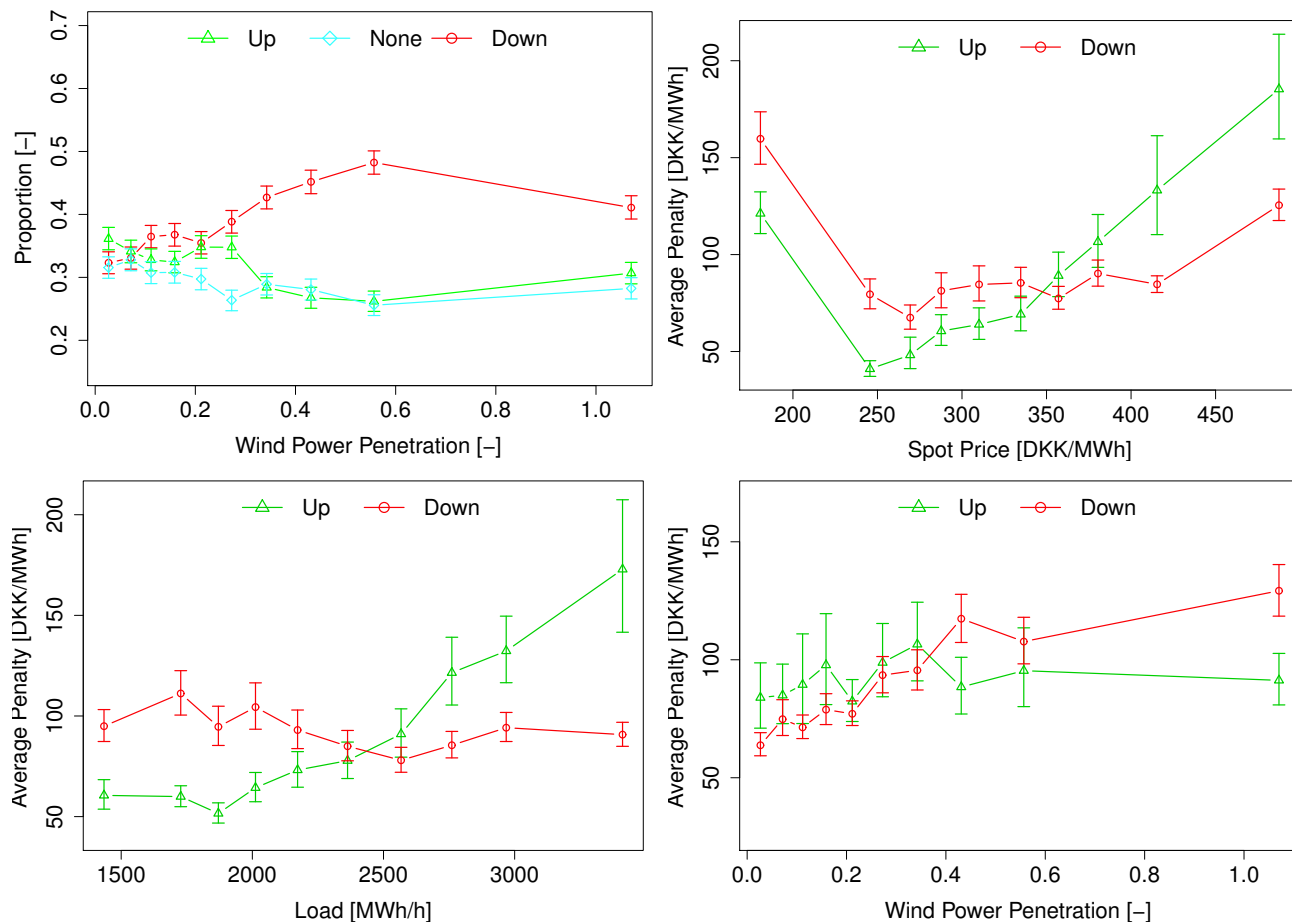 Up None Down
0.2 0.3 0.4 0.5 0.6 0.7
Proportion [−]
0.0 0.2 0.4 0.6 0.8 1.0
Wind Power Penetration [−]
Up Down
50 100 150 200
Average Penalty [DKK/MWh]
200 250 300 350 400 450
Spot Price [DKK/MWh]
Up Down
50 100 150 200
Average Penalty [DKK/MWh]
1500 2000 2500 3000
Load [MWh/h]
Up Down
50 100 150
Average Penalty [DKK/MWh]
0.0 0.2 0.4 0.6 0.8 1.0
Wind Power Penetration [−]